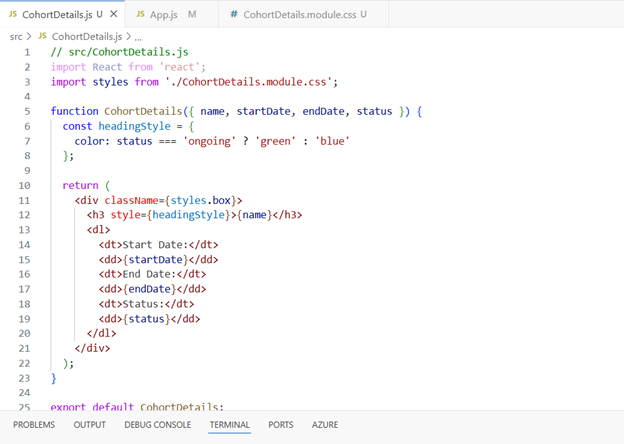 JS CohortDetails.js U × JS App.js M # CohortDetails.module.css U
src > JS CohortDetails.js > ...
1 // src/CohortDetails.js
2 import React from 'react';
3 import styles from './CohortDetails.module.css';
4
5 function CohortDetails({ name, startDate, endDate, status }) {
6   const headingStyle = {
7     color: status === 'ongoing' ? 'green' : 'blue'
8   };
9
10   return (
11     <div className={styles.box}>
12       <h3 style={headingStyle}>{name}</h3>
13       <dl>
14         <dt>Start Date:</dt>
15         <dd>{startDate}</dd>
16         <dt>End Date:</dt>
17         <dd>{endDate}</dd>
18         <dt>Status:</dt>
19         <dd>{status}</dd>
20       </dl>
21     </div>
22   );
23 }
24
25 export default CohortDetails;
PROBLEMS OUTPUT DEBUG CONSOLE TERMINAL PORTS AZURE